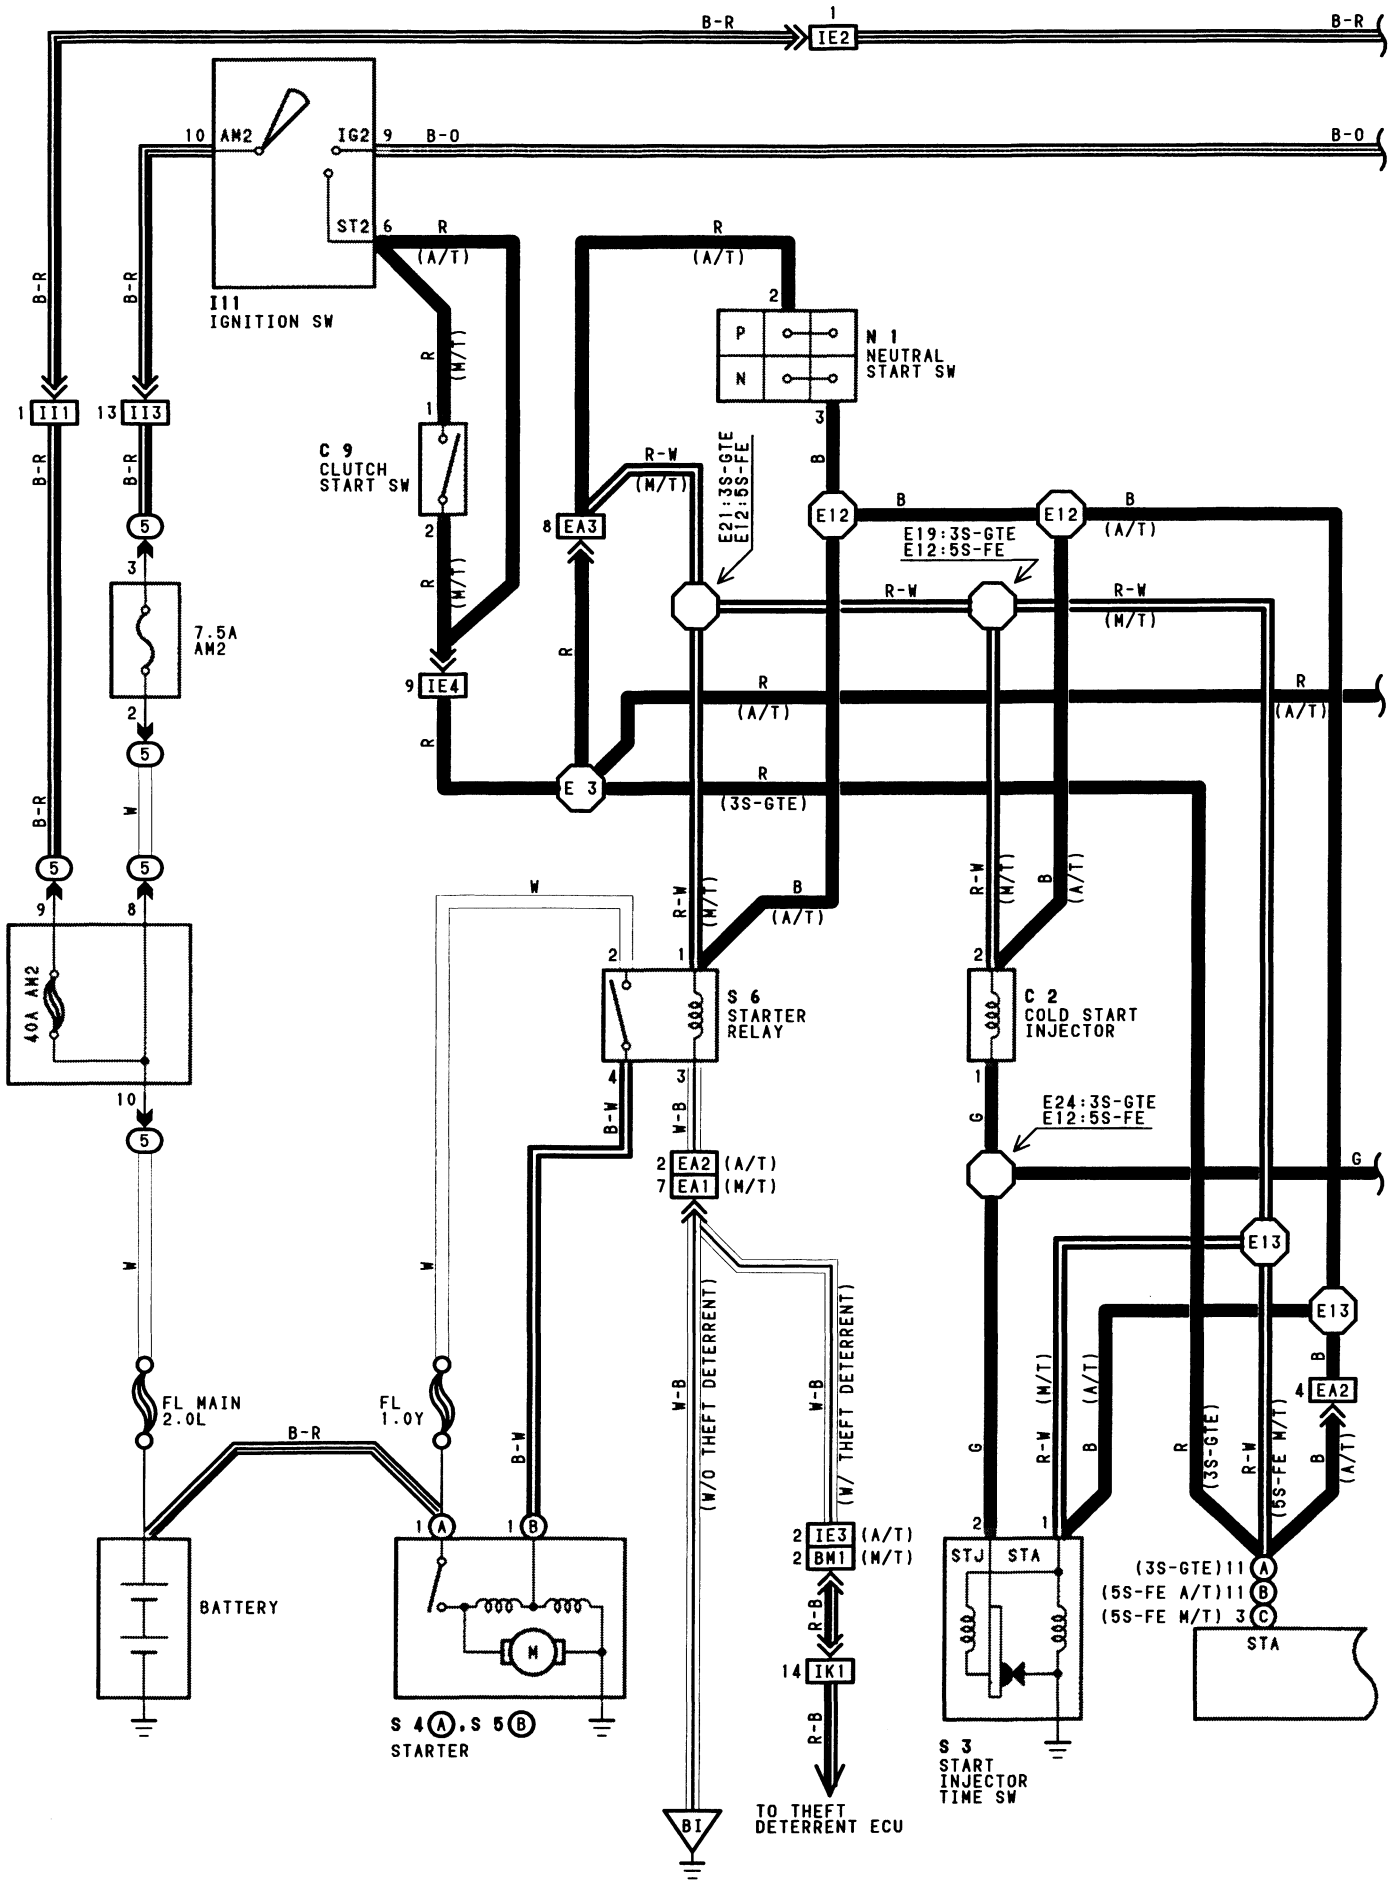 1
B-R
IE2
B-R
10 AM2
IG2 9
B-O
B-O
ST2 6
R
(A/T)
R
(A/T)
B-R
B-R
I11
IGNITION SW
2
P
N
N 1
NEUTRAL
START SW
R
(M/T)
1 II1
13 II3
1
3
C 9
CLUTCH
START SW
B-R
B-R
R-W
(M/T)
E21:3S-GTE
E12:5S-FE
B
5
8 EA3
2
E12
B
E12
B
(A/T)
E19:3S-GTE
E12:5S-FE
3
R
(M/T)
R-W
R-W
(M/T)
7.5A
AM2
R
9 IE4
R
(A/T)
R
(A/T)
2
5
R
E 3
R
(3S-GTE)
B-R
W
5
5
9
8
W
R-W
(M/T)
B
(A/T)
R-W
(M/T)
B
(A/T)
2
1
2
40A AM2
S 6
STARTER
RELAY
C 2
COLD START
INJECTOR
4
3
1
10
5
B-W
W-B
G
E24:3S-GTE
E12:5S-FE
2 EA2 (A/T)
7 EA1 (M/T)
G
W
W
E13
E13
W-B
(W/O THEFT DETERRENT)
W-B
(W/ THEFT DETERRENT)
(M/T)
(A/T)
B
4 EA2
FL MAIN
2.0L
FL
1.0Y
B-R
B-W
G
R-W
B
R
(3S-GTE)
R-W
(5S-FE M/T)
B
(A/T)
1 A
1 B
2 IE3 (A/T)
2 BM1 (M/T)
2
1
STJ STA
(3S-GTE)11 A
(5S-FE A/T)11 B
(5S-FE M/T) 3 C
STA
BATTERY
M
R-B
14 IK1
R-B
S 4 A , S 5 B
STARTER
S 3
START
INJECTOR
TIME SW
TO THEFT
DETERRENT ECU
BI